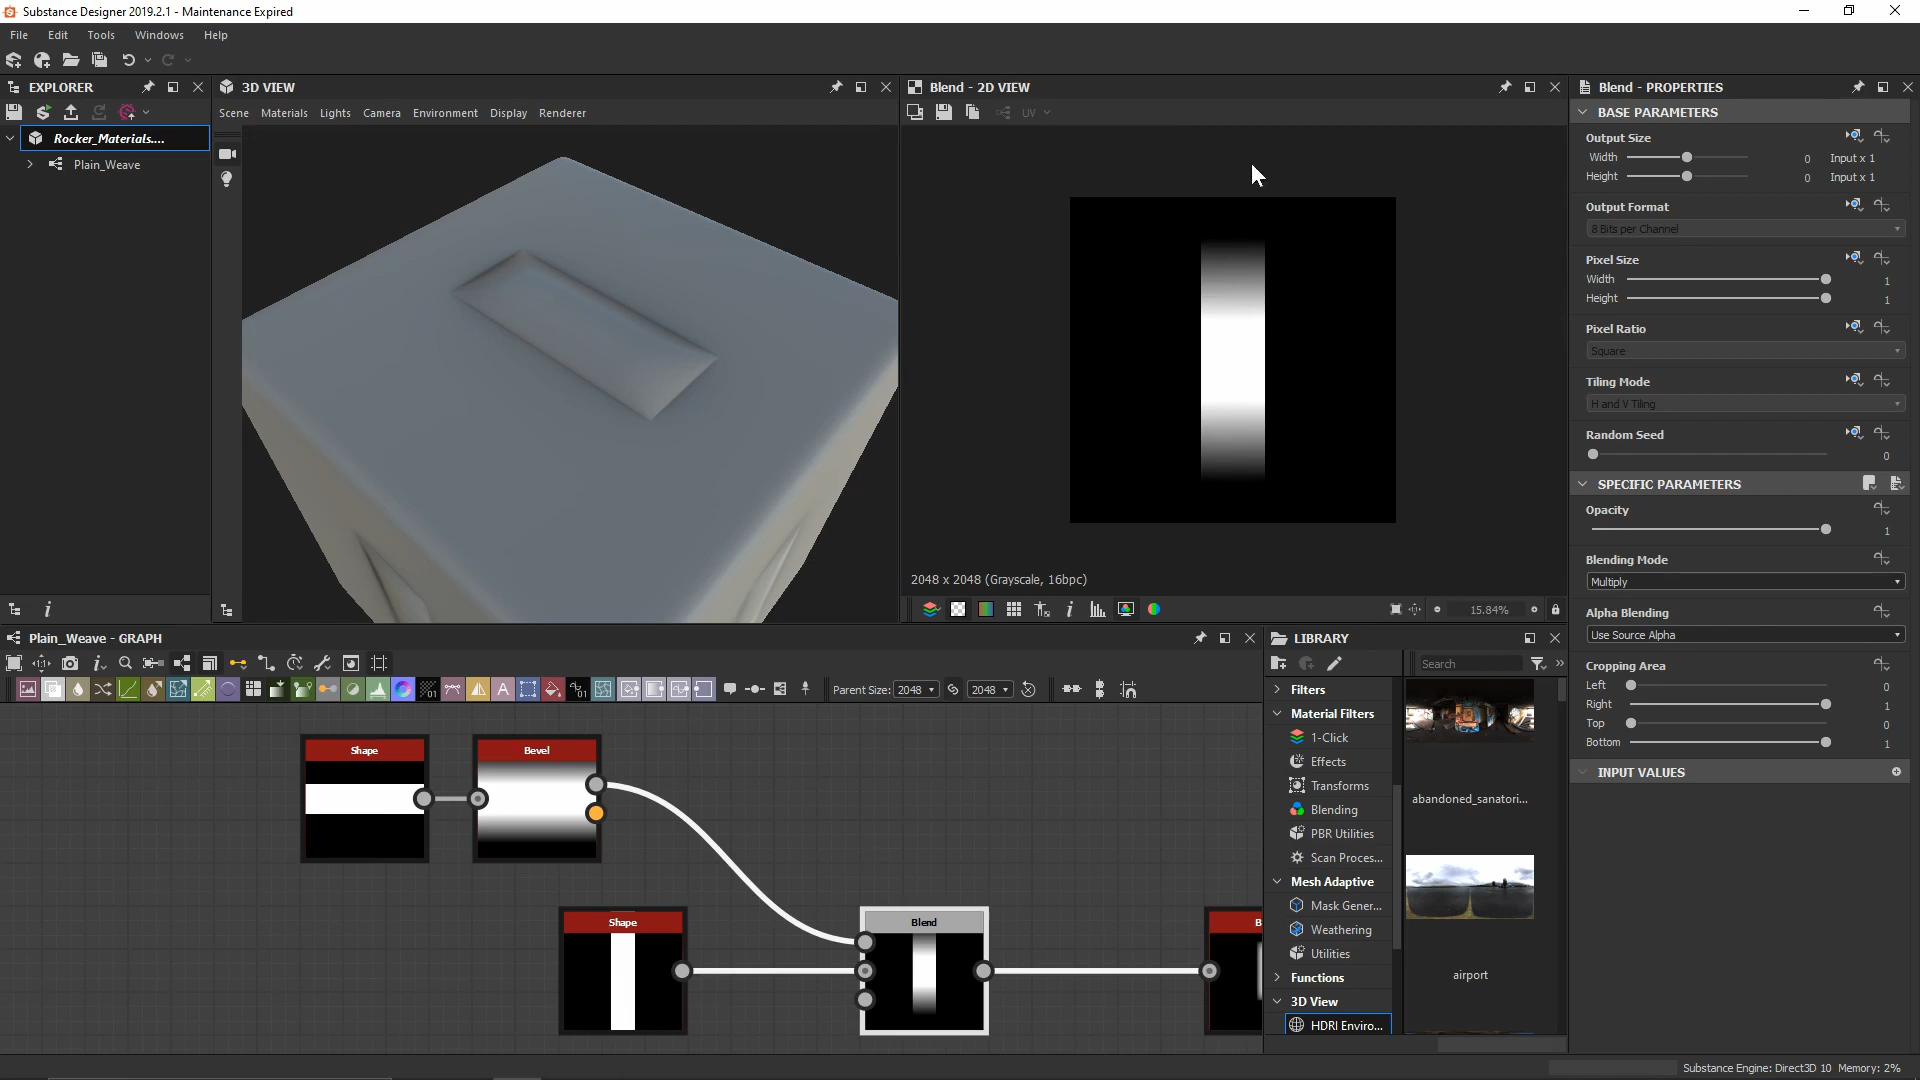 Substance Designer 2019.2.1 - Maintenance Expired
File Edit Tools Windows Help
EXPLORER
Rocker_Materials....
Plain_Weave
3D VIEW
Scene Materials Lights Camera Environment Display Renderer
Blend - 2D VIEW
UV
2048 x 2048 (Grayscale, 16bpc)
15.84%
Blend - PROPERTIES
BASE PARAMETERS
Output Size
Width 0 Input x 1
Height 0 Input x 1
Output Format
8 Bits per Channel
Pixel Size
Width 1
Height 1
Pixel Ratio
Square
Tiling Mode
H and V Tiling
Random Seed
0
SPECIFIC PARAMETERS
Opacity
1
Blending Mode
Multiply
Alpha Blending
Use Source Alpha
Cropping Area
Left 0
Right 1
Top 0
Bottom 1
INPUT VALUES
Plain_Weave - GRAPH
Parent Size: 2048 2048
Shape
Bevel
Shape
Blend
B
LIBRARY
Search
Filters
Material Filters
1-Click
Effects
Transforms
Blending
PBR Utilities
Scan Proces...
Mesh Adaptive
Mask Gener...
Weathering
Utilities
Functions
3D View
HDRI Enviro...
abandoned_sanatori...
airport
Substance Engine: Direct3D 10 Memory: 2%